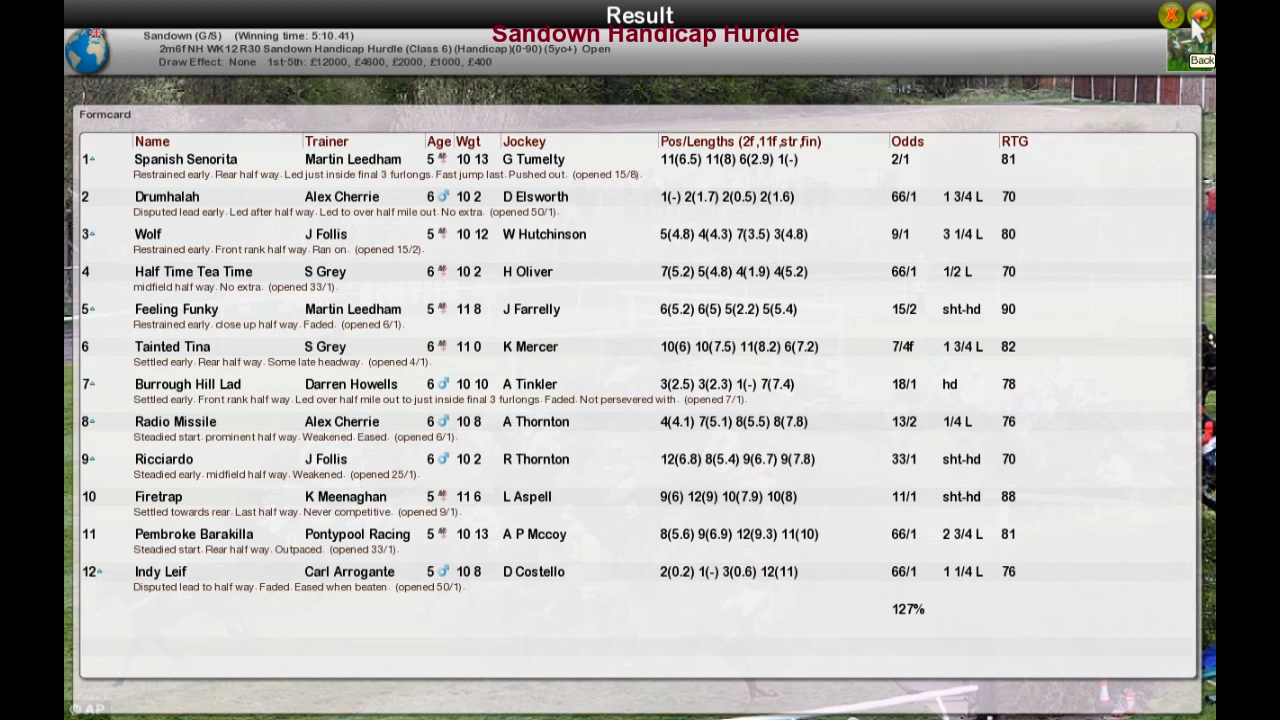 Result
Sandown Handicap Hurdle
Sandown (G/S) (Winning time: 5:10.41)
2m6f NH WK12 R30 Sandown Handicap Hurdle (Class 6) (Handicap)(0-90) (5yo+) Open
Draw Effect: None 1st-5th: £12000, £4600, £2000, £1000, £400
Back
Formcard
Name Trainer Age Wgt Jockey Pos/Lengths (2f,11f,str,fin) Odds RTG
1 Spanish Senorita Martin Leedham 5 10 13 G Tumelty 11(6.5) 11(8) 6(2.9) 1(-) 2/1 81
Restrained early. Rear half way. Led just inside final 3 furlongs. Fast jump last. Pushed out. (opened 15/8).
2 Drumhalah Alex Cherrie 6 10 2 D Elsworth 1(-) 2(1.7) 2(0.5) 2(1.6) 66/1 1 3/4 L 70
Disputed lead early. Led after half way. Led to over half mile out. No extra. (opened 50/1).
3 Wolf J Follis 5 10 12 W Hutchinson 5(4.8) 4(4.3) 7(3.5) 3(4.8) 9/1 3 1/4 L 80
Restrained early. Front rank half way. Ran on. (opened 15/2).
4 Half Time Tea Time S Grey 6 10 2 H Oliver 7(5.2) 5(4.8) 4(1.9) 4(5.2) 66/1 1/2 L 70
midfield half way. No extra. (opened 33/1).
5 Feeling Funky Martin Leedham 5 11 8 J Farrelly 6(5.2) 6(5) 5(2.2) 5(5.4) 15/2 sht-hd 90
Restrained early. close up half way. Faded. (opened 6/1).
6 Tainted Tina S Grey 6 11 0 K Mercer 10(6) 10(7.5) 11(8.2) 6(7.2) 7/4f 1 3/4 L 82
Settled early. Rear half way. Some late headway. (opened 4/1).
7 Burrough Hill Lad Darren Howells 6 10 10 A Tinkler 3(2.5) 3(2.3) 1(-) 7(7.4) 18/1 hd 78
Settled early. Front rank half way. Led over half mile out to just inside final 3 furlongs. Faded. Not persevered with. (opened 7/1).
8 Radio Missile Alex Cherrie 6 10 8 A Thornton 4(4.1) 7(5.1) 8(5.5) 8(7.8) 13/2 1/4 L 76
Steadied start. prominent half way. Weakened. Eased. (opened 6/1).
9 Ricciardo J Follis 6 10 2 R Thornton 12(6.8) 8(5.4) 9(6.7) 9(7.8) 33/1 sht-hd 70
Steadied early. midfield half way. Weakened. (opened 25/1).
10 Firetrap K Meenaghan 5 11 6 L Aspell 9(6) 12(9) 10(7.9) 10(8) 11/1 sht-hd 88
Settled towards rear. Last half way. Never competitive. (opened 9/1).
11 Pembroke Barakilla Pontypool Racing 5 10 13 A P Mccoy 8(5.6) 9(6.9) 12(9.3) 11(10) 66/1 2 3/4 L 81
Steadied start. Rear half way. Outpaced. (opened 33/1).
12 Indy Leif Carl Arrogante 5 10 8 D Costello 2(0.2) 1(-) 3(0.6) 12(11) 66/1 1 1/4 L 76
Disputed lead to half way. Faded. Eased when beaten. (opened 50/1).
127%
© AP